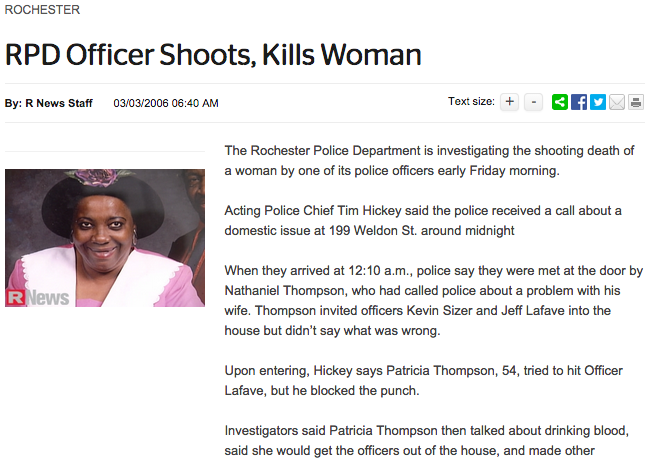 ROCHESTER
RPD Officer Shoots, Kills Woman
By: R News Staff 03/03/2006 06:40 AM
Text size: + -
The Rochester Police Department is investigating the shooting death of
a woman by one of its police officers early Friday morning.
Acting Police Chief Tim Hickey said the police received a call about a
domestic issue at 199 Weldon St. around midnight
When they arrived at 12:10 a.m., police say they were met at the door by
Nathaniel Thompson, who had called police about a problem with his
wife. Thompson invited officers Kevin Sizer and Jeff Lafave into the
house but didn’t say what was wrong.
Upon entering, Hickey says Patricia Thompson, 54, tried to hit Officer
Lafave, but he blocked the punch.
Investigators said Patricia Thompson then talked about drinking blood,
said she would get the officers out of the house, and made other
R News